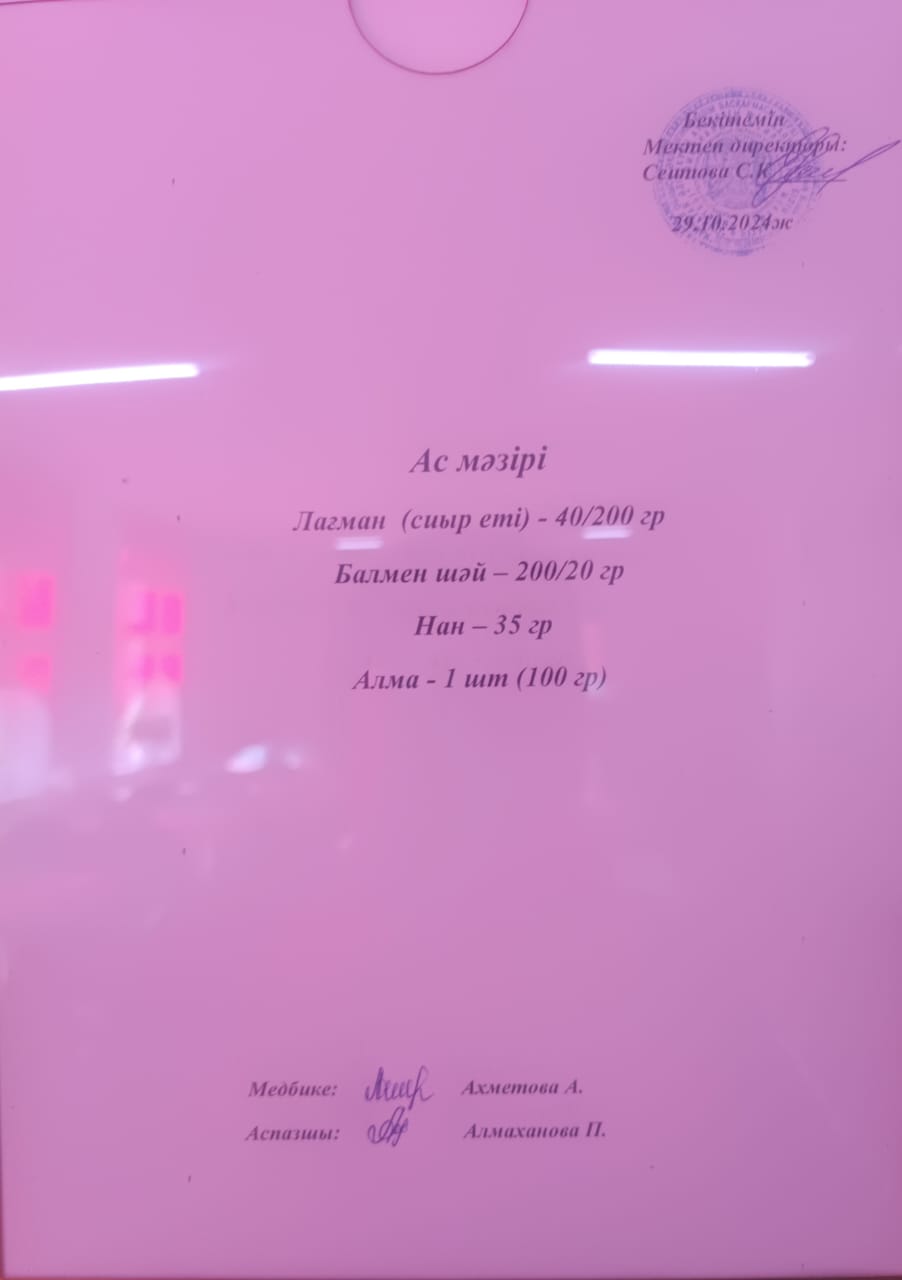 Бекітемін
Мектеп директоры:
Сеитова С.К
29.10.2024ж
Ас мәзірі
Лагман (сиыр еті) - 40/200 гр
Балмен шәй – 200/20 гр
Нан – 35 гр
Алма - 1 шт (100 гр)
Медбике: Ахметова А.
Аспазшы: Алмаханова П.